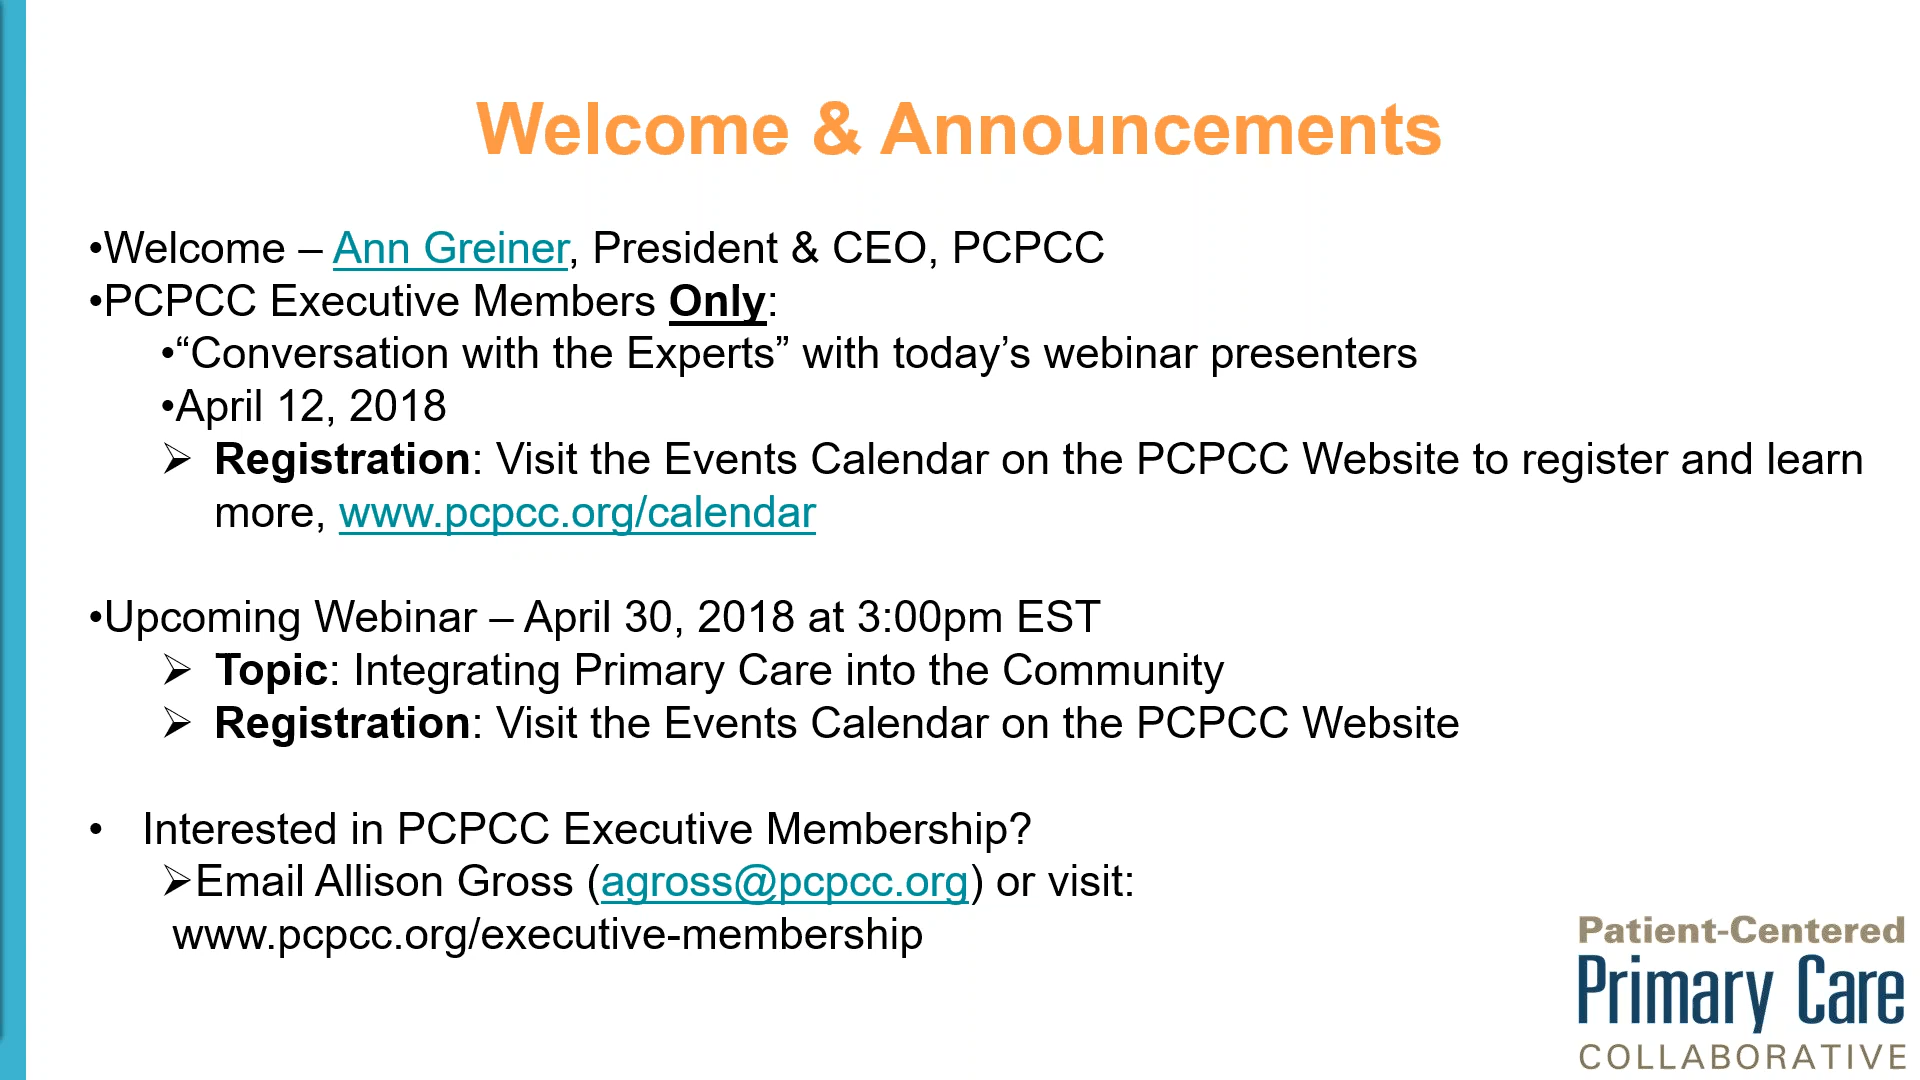 Welcome & Announcements
•Welcome – Ann Greiner, President & CEO, PCPCC
•PCPCC Executive Members Only:
•“Conversation with the Experts” with today’s webinar presenters
•April 12, 2018
➢ Registration: Visit the Events Calendar on the PCPCC Website to register and learn
more, www.pcpcc.org/calendar
•Upcoming Webinar – April 30, 2018 at 3:00pm EST
➢ Topic: Integrating Primary Care into the Community
➢ Registration: Visit the Events Calendar on the PCPCC Website
• Interested in PCPCC Executive Membership?
➢Email Allison Gross (agross@pcpcc.org) or visit:
www.pcpcc.org/executive-membership
Patient-Centered
Primary Care
COLLABORATIVE